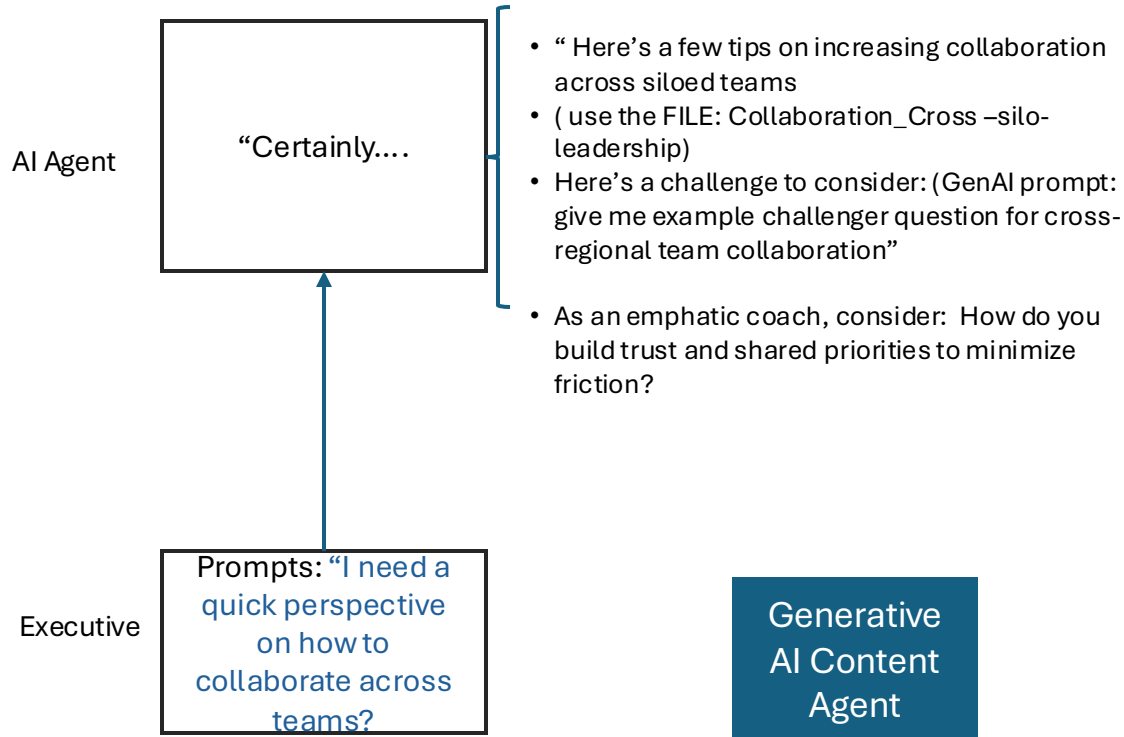 AI Agent
“Certainly….
• “ Here’s a few tips on increasing collaboration
across siloed teams
• ( use the FILE: Collaboration_Cross –silo-
leadership)
• Here’s a challenge to consider: (GenAI prompt:
give me example challenger question for cross-
regional team collaboration”
• As an emphatic coach, consider:  How do you
build trust and shared priorities to minimize
friction?
Executive
Prompts: “I need a
quick perspective
on how to
collaborate across
teams?
Generative
AI Content
Agent